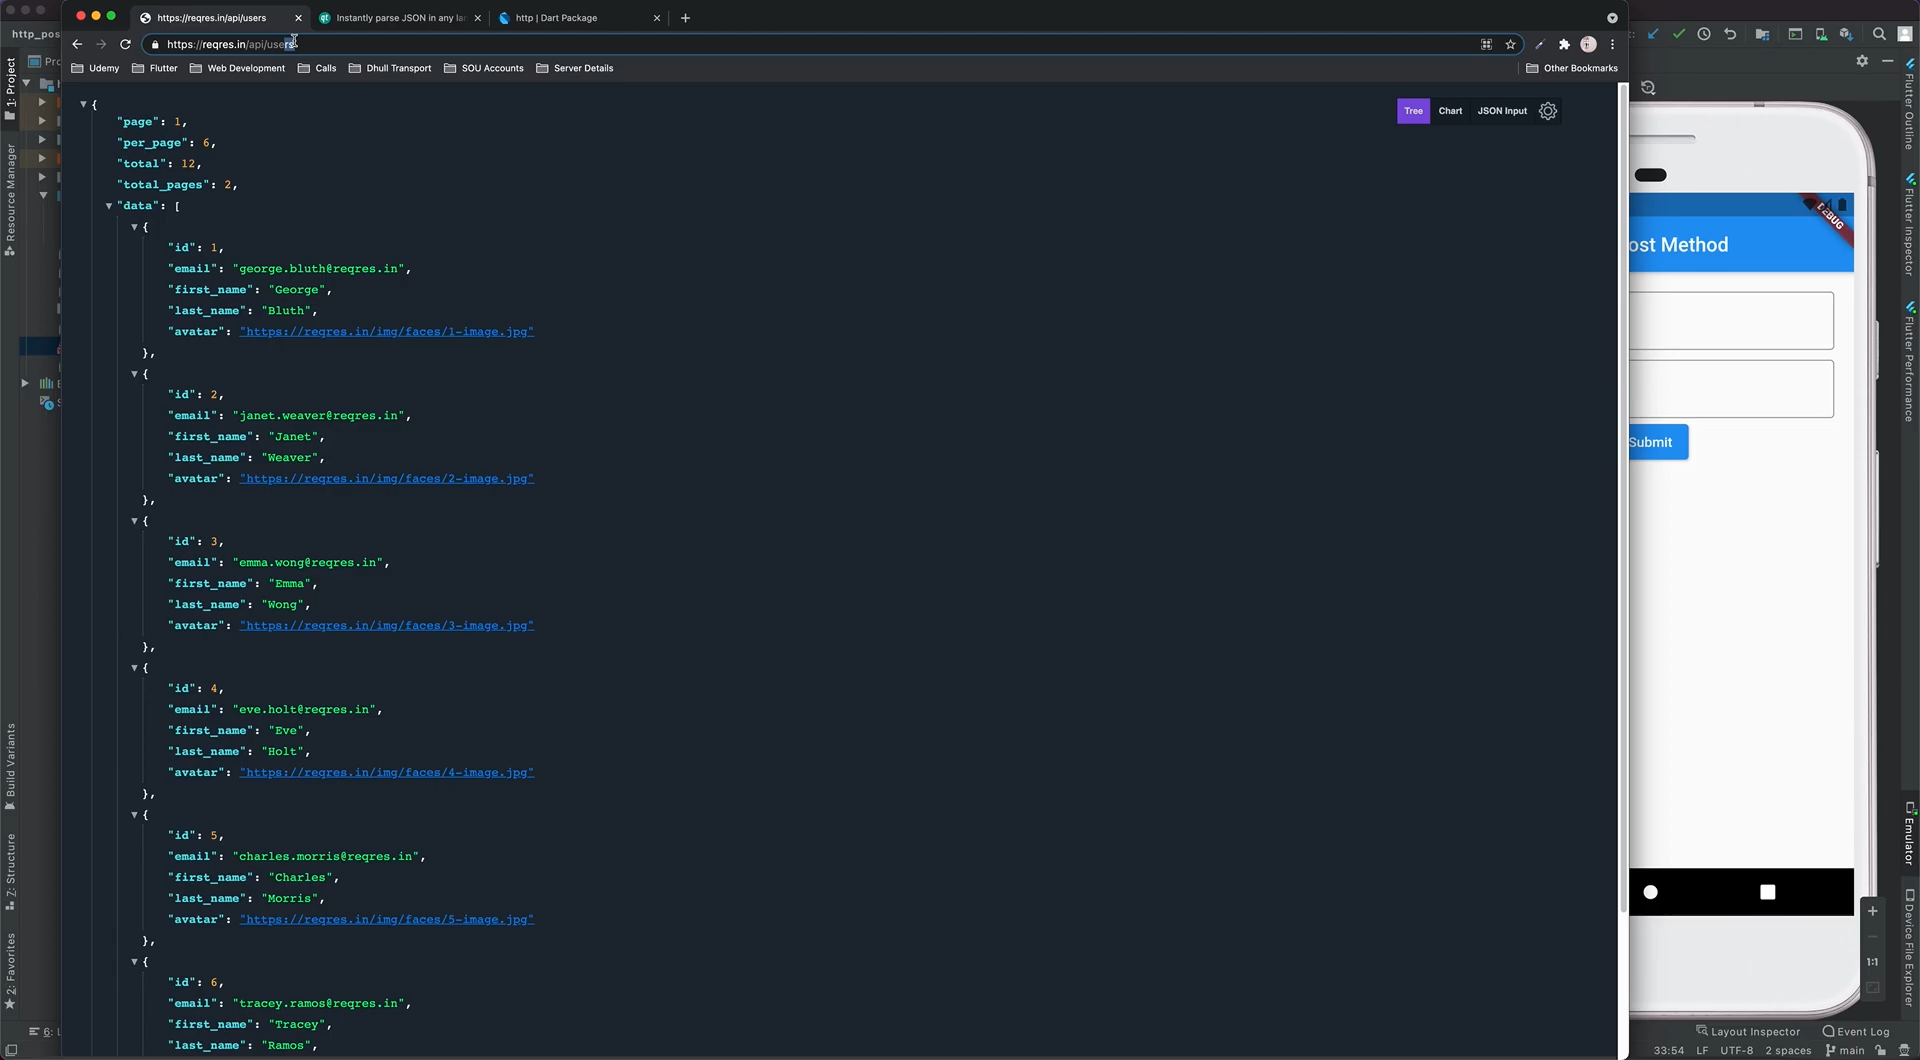 https://reqres.in/api/users
Instantly parse JSON in any la
http | Dart Package
http_pos
https://reqres.in/api/users
Udemy
Flutter
Web Development
Calls
Dhull Transport
SOU Accounts
Server Details
Other Bookmarks
1: Project
Resource Manager
Build Variants
Z: Structure
2: Favorites
Tree
Chart
JSON Input
{
"page": 1,
"per_page": 6,
"total": 12,
"total_pages": 2,
"data": [
{
"id": 1,
"email": "george.bluth@reqres.in",
"first_name": "George",
"last_name": "Bluth",
"avatar": "https://reqres.in/img/faces/1-image.jpg"
},
{
"id": 2,
"email": "janet.weaver@reqres.in",
"first_name": "Janet",
"last_name": "Weaver",
"avatar": "https://reqres.in/img/faces/2-image.jpg"
},
{
"id": 3,
"email": "emma.wong@reqres.in",
"first_name": "Emma",
"last_name": "Wong",
"avatar": "https://reqres.in/img/faces/3-image.jpg"
},
{
"id": 4,
"email": "eve.holt@reqres.in",
"first_name": "Eve",
"last_name": "Holt",
"avatar": "https://reqres.in/img/faces/4-image.jpg"
},
{
"id": 5,
"email": "charles.morris@reqres.in",
"first_name": "Charles",
"last_name": "Morris",
"avatar": "https://reqres.in/img/faces/5-image.jpg"
},
{
"id": 6,
"email": "tracey.ramos@reqres.in",
"first_name": "Tracey",
"last_name": "Ramos",
DEBUG
ost Method
Submit
Flutter Outline
Flutter Inspector
Flutter Performance
Emulator
Device File Explorer
1:1
Layout Inspector
Event Log
33:54
LF
UTF-8
2 spaces
main